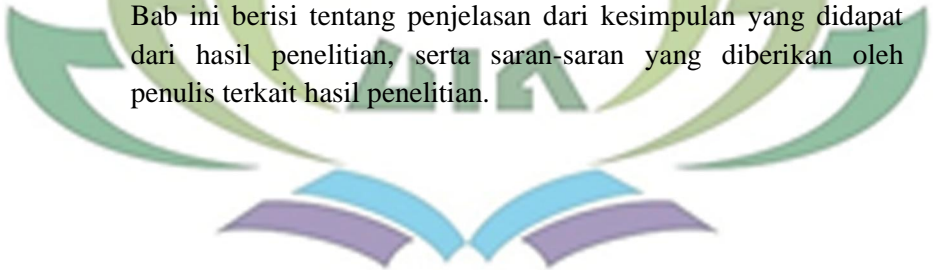 Bab ini berisi tentang penjelasan dari kesimpulan yang didapat
dari hasil penelitian, serta saran-saran yang diberikan oleh
penulis terkait hasil penelitian.